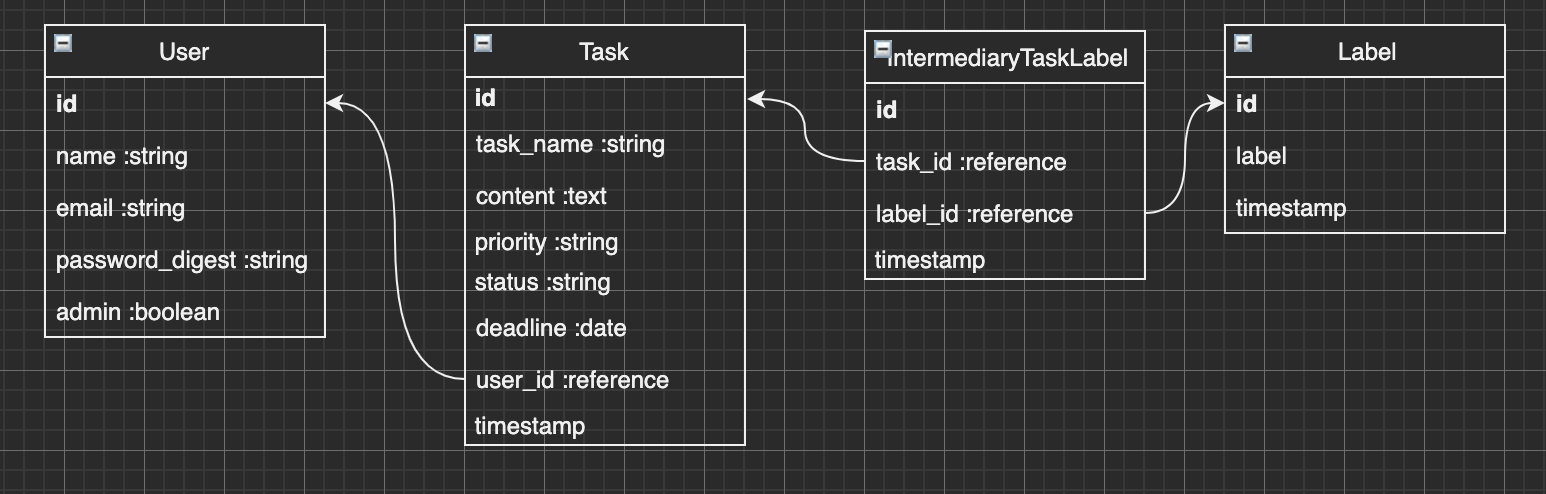 User
id
name :string
email :string
password_digest :string
admin :boolean
Task
id
task_name :string
content :text
priority :string
status :string
deadline :date
user_id :reference
timestamp
IntermediaryTaskLabel
id
task_id :reference
label_id :reference
timestamp
Label
id
label
timestamp